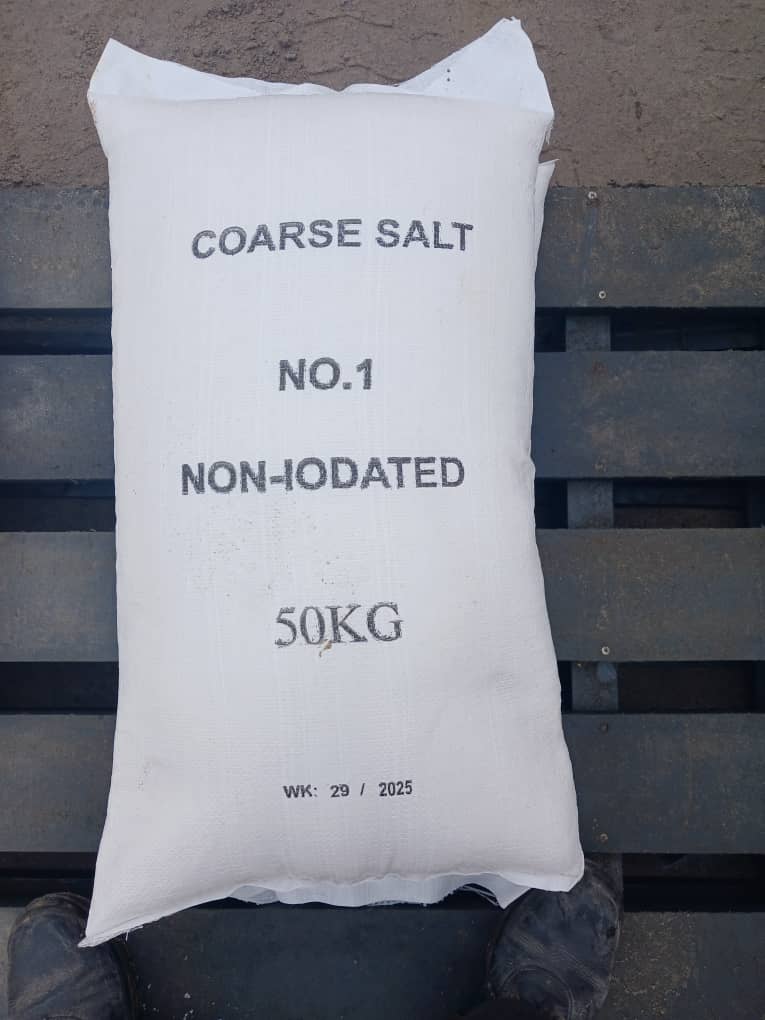 COARSE SALT
NO.1
NON-IODATED
50KG
WK: 29 / 2025